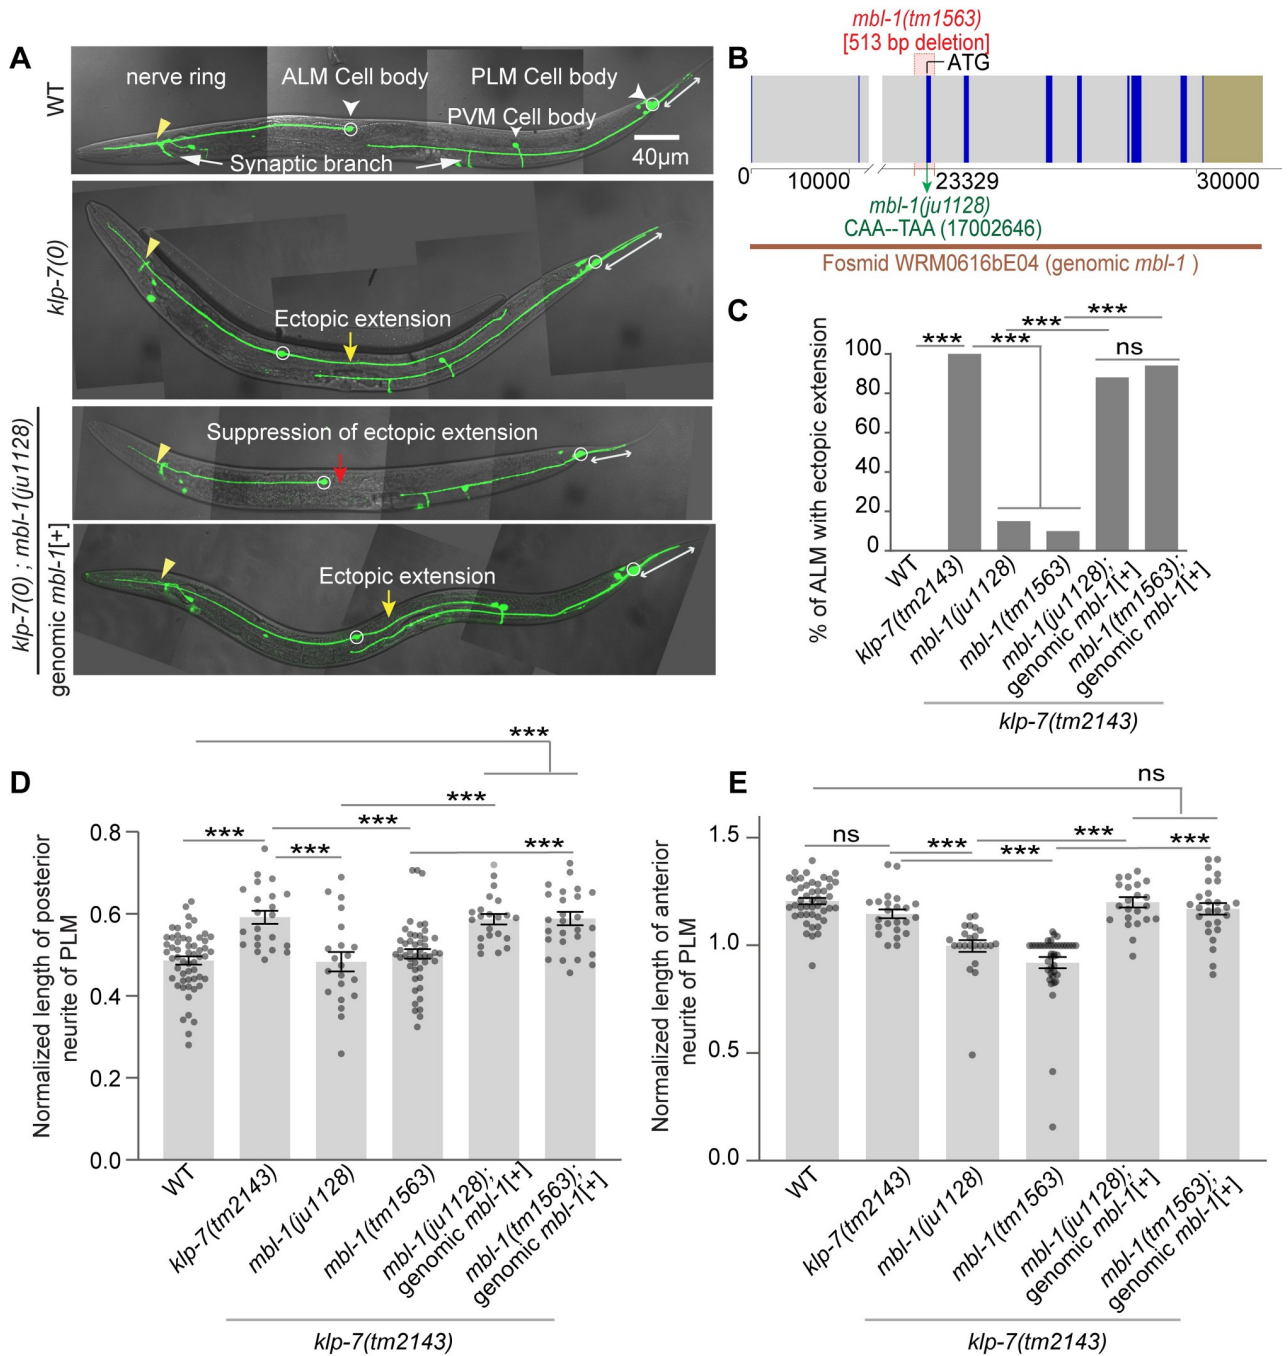 A
WT
nerve ring
ALM Cell body
PLM Cell body
PVM Cell body
Synaptic branch
40µm
klp-7(0)
Ectopic extension
klp-7(0) ; mbl-1(ju1128)
Suppression of ectopic extension
genomic mbl-1[+]
Ectopic extension
B
mbl-1(tm1563)
[513 bp deletion]
ATG
0
10000
23329
30000
mbl-1(ju1128)
CAA--TAA (17002646)
Fosmid WRM0616bE04 (genomic mbl-1 )
C
% of ALM with ectopic extension
100
80
60
40
20
0
***
***
***
***
ns
WT
klp-7(tm2143)
mbl-1(ju1128)
mbl-1(tm1563)
mbl-1(ju1128);
genomic mbl-1[+]
mbl-1(tm1563);
genomic mbl-1[+]
klp-7(tm2143)
D
Normalized length of posterior
neurite of PLM
0.8
0.6
0.4
0.2
0.0
***
***
***
***
***
***
WT
klp-7(tm2143)
mbl-1(ju1128)
mbl-1(tm1563)
mbl-1(ju1128);
genomic mbl-1[+]
mbl-1(tm1563);
genomic mbl-1[+]
klp-7(tm2143)
E
Normalized length of anterior
neurite of PLM
1.5
1.0
0.5
0.0
ns
ns
***
***
***
***
WT
klp-7(tm2143)
mbl-1(ju1128)
mbl-1(tm1563)
mbl-1(ju1128);
genomic mbl-1[+]
mbl-1(tm1563);
genomic mbl-1[+]
klp-7(tm2143)